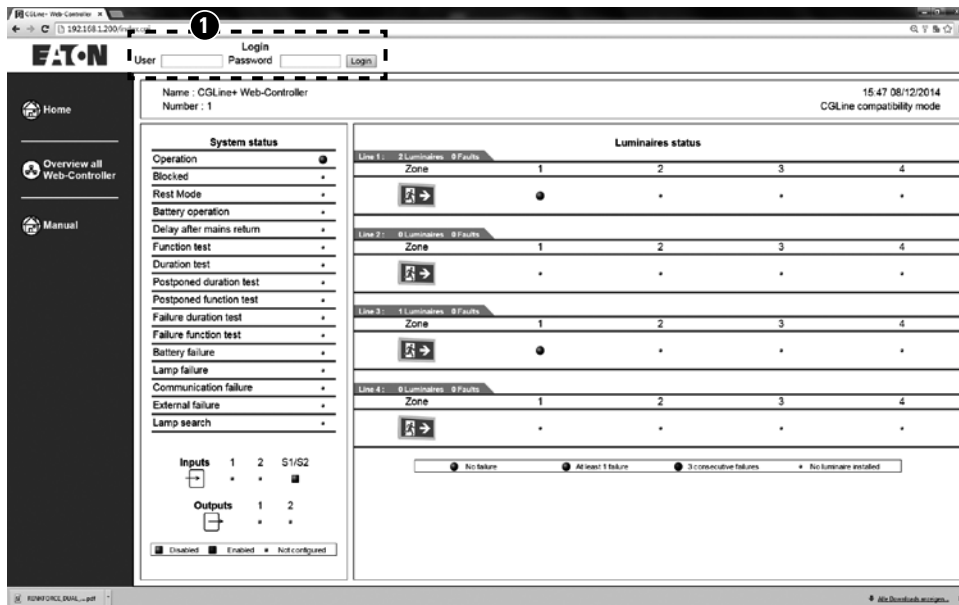 CGLine+ Web-Controller
192.168.1.200/index.cgi
1
EATON
Login
User Password Login
Home
Overview all
Web-Controller
Manual
Name : CGLine+ Web-Controller
Number : 1
15:47 08/12/2014
CGLine compatibility mode
System status
Operation
Blocked
Rest Mode
Battery operation
Delay after mains return
Function test
Duration test
Postponed duration test
Postponed function test
Failure duration test
Failure function test
Battery failure
Lamp failure
Communication failure
External failure
Lamp search
Inputs 1 2 S1/S2
Outputs 1 2
Disabled Enabled Not configured
Luminaires status
Line 1 : 2 Luminaires 0 Faults
Zone 1 2 3 4
Line 2 : 0 Luminaires 0 Faults
Zone 1 2 3 4
Line 3 : 1 Luminaires 0 Faults
Zone 1 2 3 4
Line 4 : 0 Luminaires 0 Faults
Zone 1 2 3 4
No failure At least 1 failure 3 consecutive failures No luminaire installed
RENKFORCE_DUAL_....pdf
Alle Downloads anzeigen...